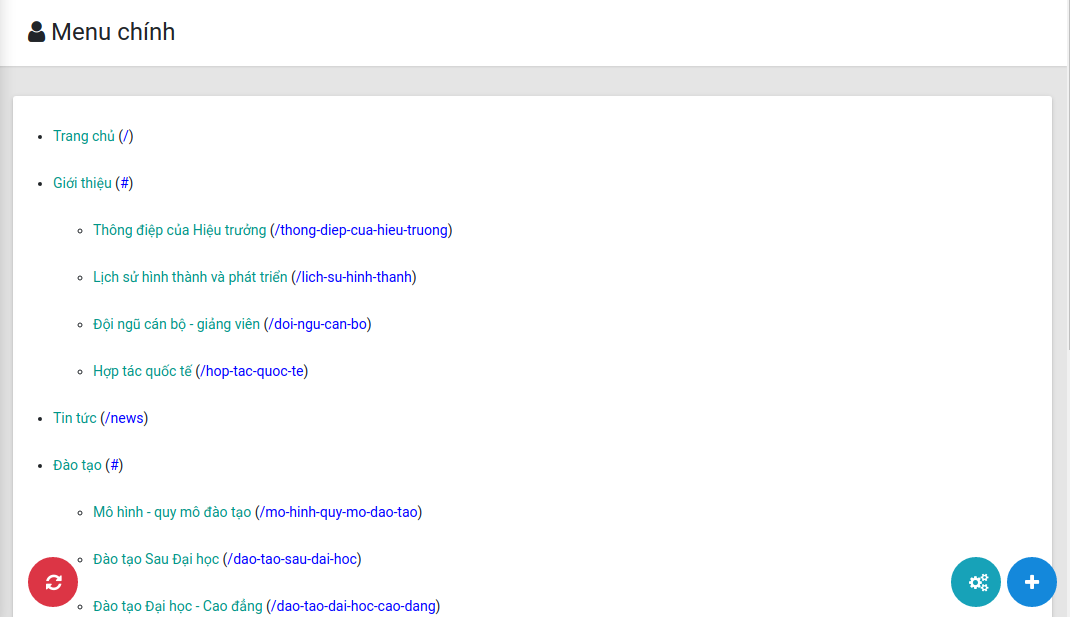 Menu chính
Trang chủ (/)
Giới thiệu (#)
Thông điệp của Hiệu trưởng (/thong-diep-cua-hieu-truong)
Lịch sử hình thành và phát triển (/lich-su-hinh-thanh)
Đội ngũ cán bộ - giảng viên (/doi-ngu-can-bo)
Hợp tác quốc tế (/hop-tac-quoc-te)
Tin tức (/news)
Đào tạo (#)
Mô hình - quy mô đào tạo (/mo-hinh-quy-mo-dao-tao)
Đào tạo Sau Đại học (/dao-tao-sau-dai-hoc)
Đào tạo Đại học - Cao đẳng (/dao-tao-dai-hoc-cao-dang)